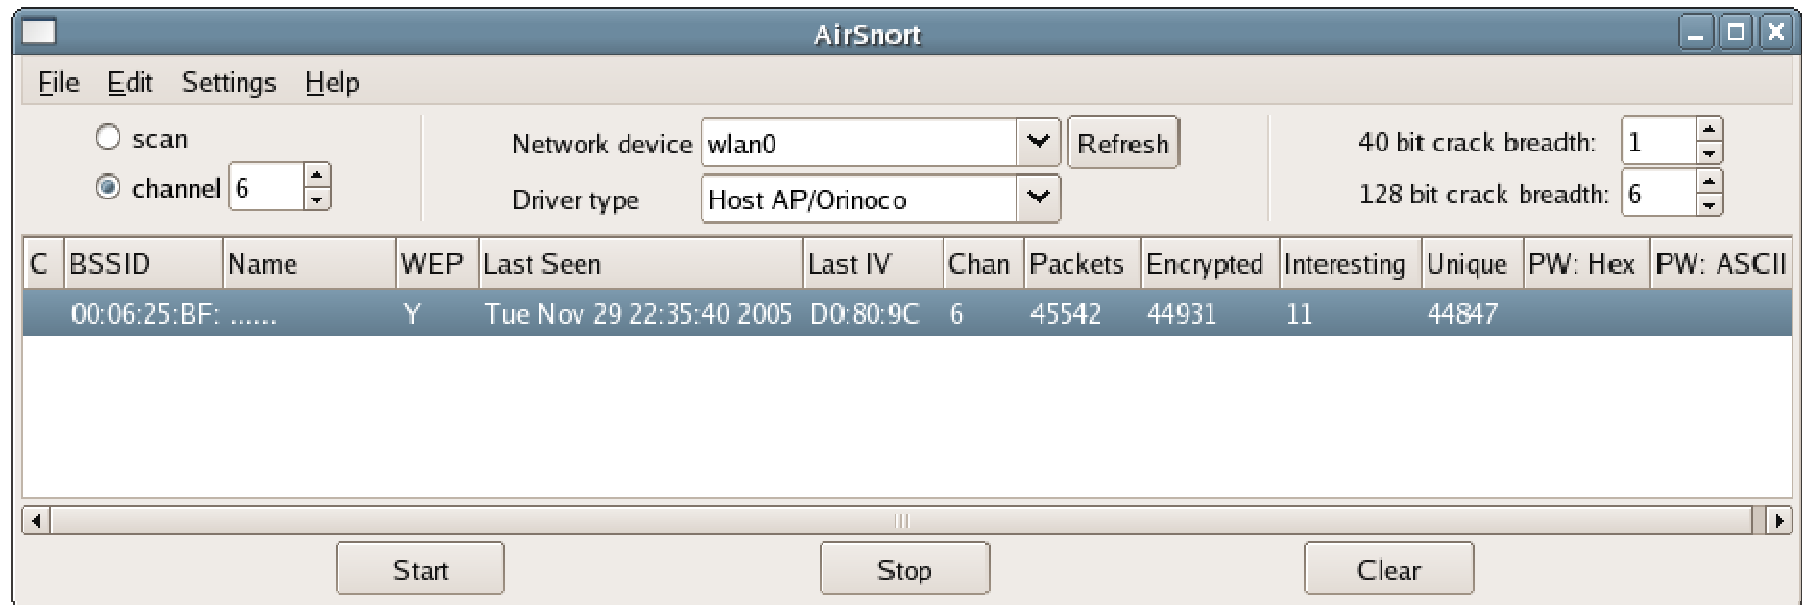 AirSnort
File Edit Settings Help
scan
channel 6
Network device wlan0 Refresh
Driver type Host AP/Orinoco
40 bit crack breadth: 1
128 bit crack breadth: 6
C BSSID Name WEP Last Seen Last IV Chan Packets Encrypted Interesting Unique PW: Hex PW: ASCII
00:06:25:BF: ...... Y Tue Nov 29 22:35:40 2005 D0:80:9C 6 45542 44931 11 44847
Start Stop Clear